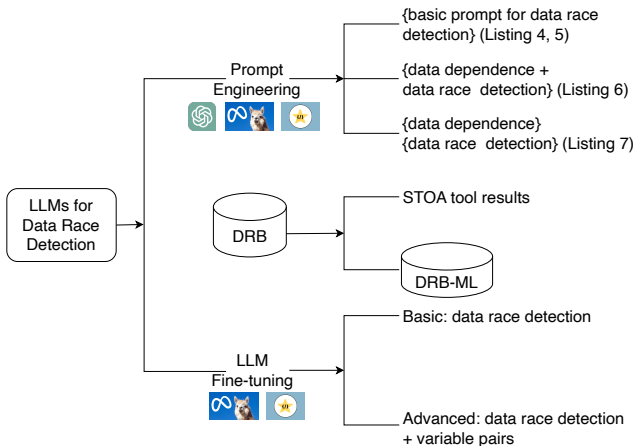 LLMs for
Data Race
Detection
Prompt
Engineering
{basic prompt for data race
detection} (Listing 4, 5)
{data dependence +
data race detection} (Listing 6)
{data dependence}
{data race detection} (Listing 7)
DRB
STOA tool results
DRB-ML
LLM
Fine-tuning
Basic: data race detection
Advanced: data race detection
+ variable pairs